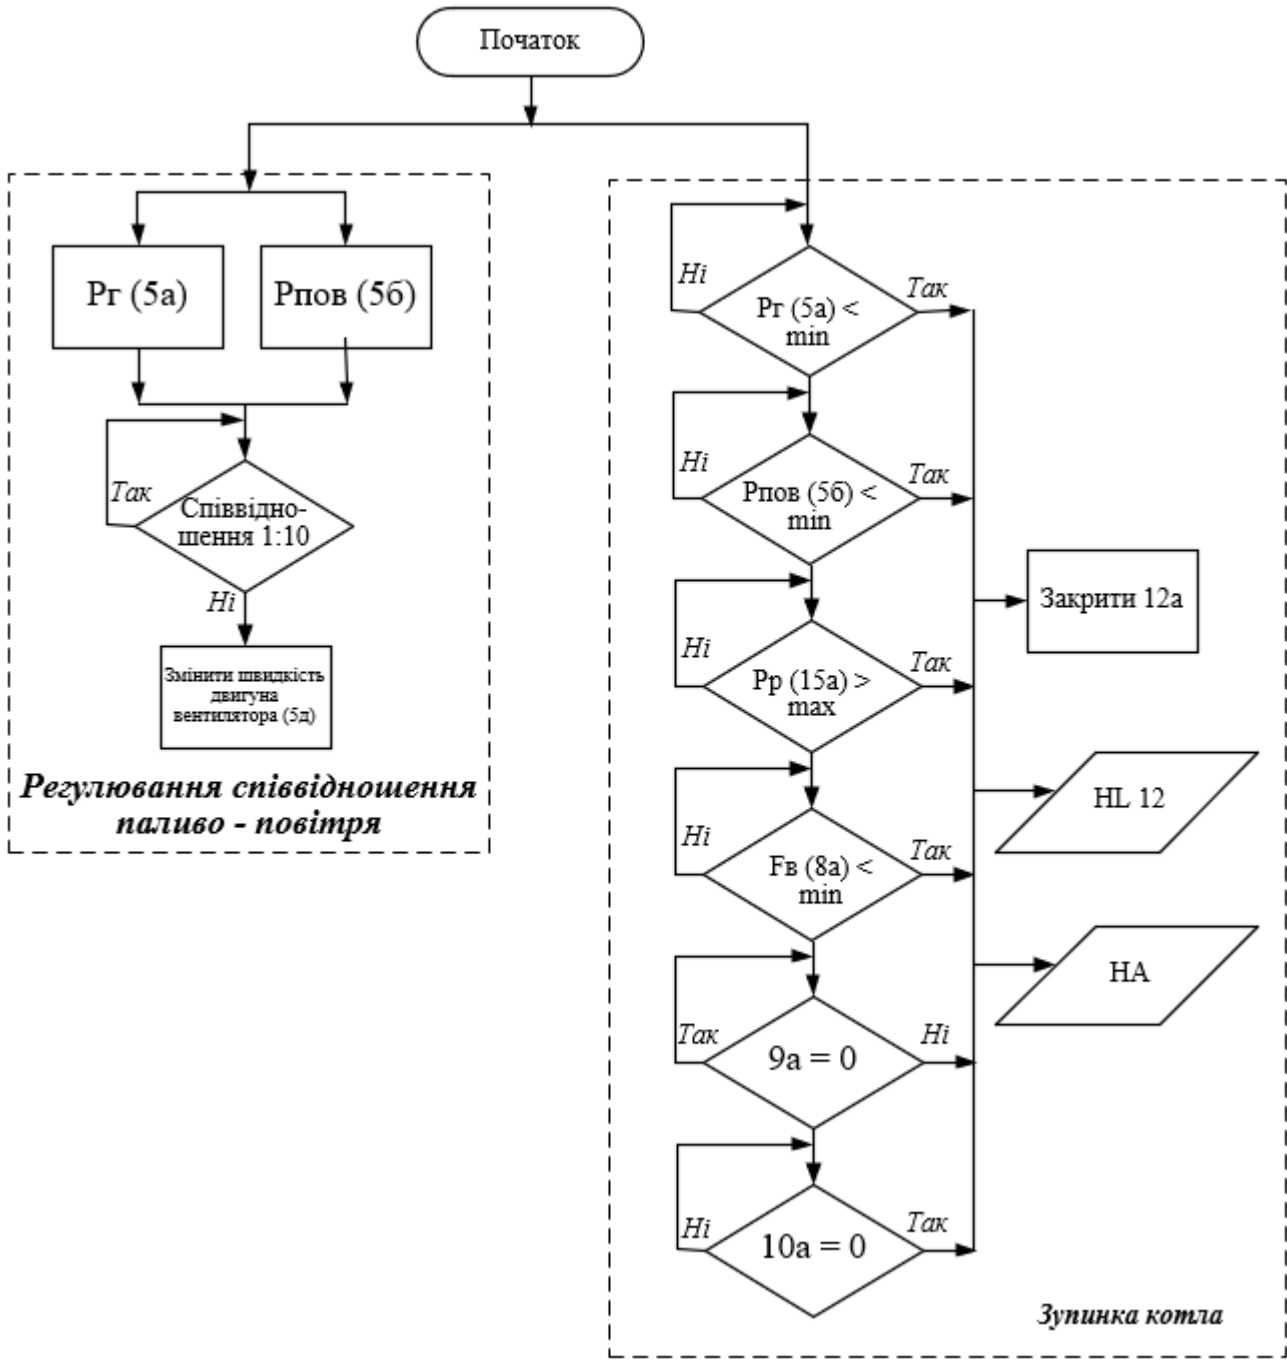 Початок
Рг (5а)
Рпов (5б)
Так
Співвідно-
шення 1:10
Ні
Змінити швидкість
двигуна
вентилятора (5д)
Регулювання співвідношення
паливо - повітря
Ні
Рг (5а) <
min
Так
Ні
Рпов (5б) <
min
Так
Ні
Рр (15а) >
max
Так
Ні
Fв (8а) <
min
Так
Так
9а = 0
Ні
Ні
10а = 0
Так
Закрити 12а
HL 12
НА
Зупинка котла